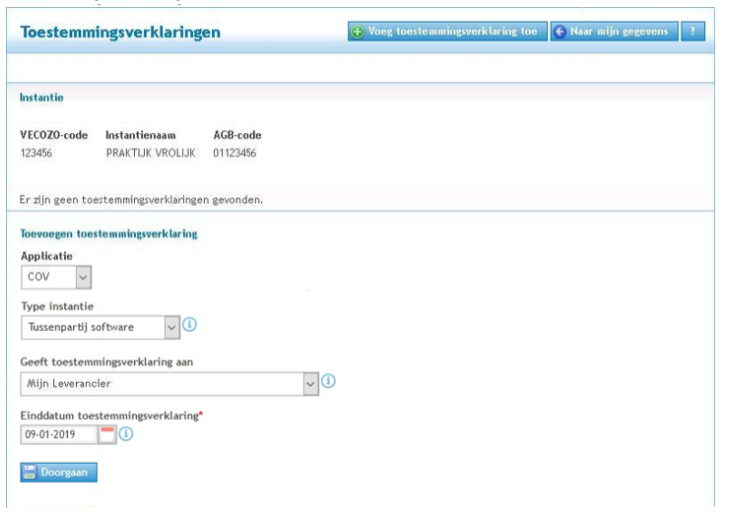 Toestemmingsverklaringen
Voeg toestemmingsverklaring toe
Naar mijn gegevens
?
Instantie
VECOZO-code Instantienaam AGB-code
123456 PRAKTIJK VROLIJK 01123456
Er zijn geen toestemmingsverklaringen gevonden.
Toevoegen toestemmingsverklaring
Applicatie
COV
Type instantie
Tussenpartij software
Geeft toestemmingsverklaring aan
Mijn Leverancier
Einddatum toestemmingsverklaring*
09-01-2019
Doorgaan